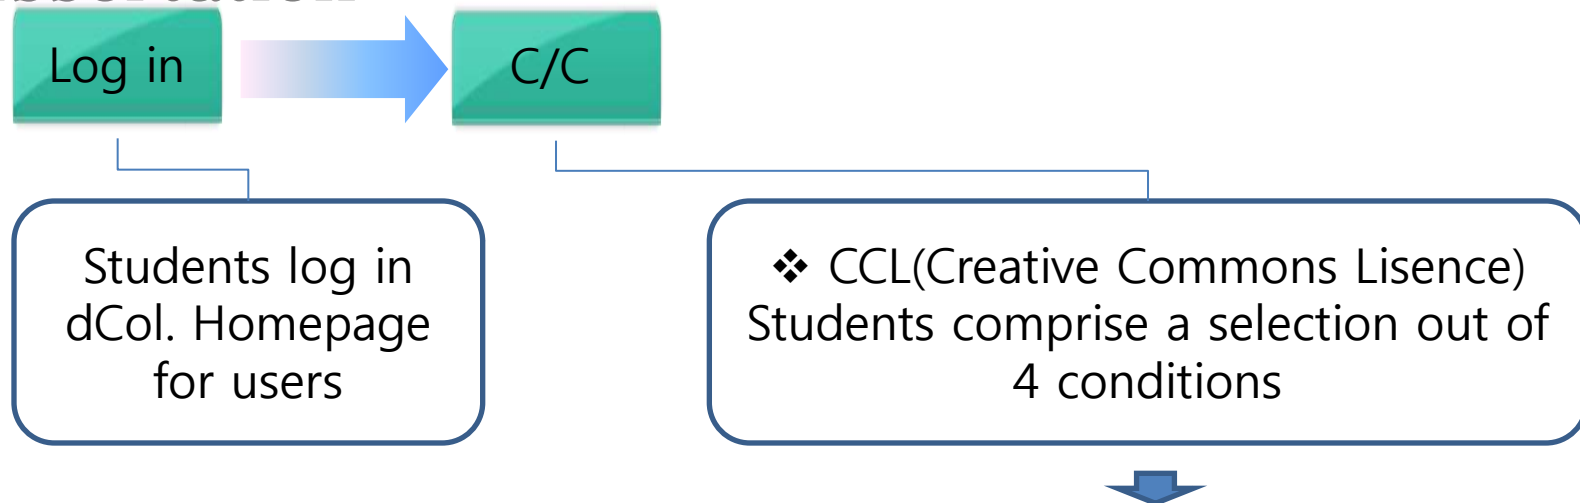 Log in
C/C
Students log in
dCol. Homepage
for users
❖ CCL(Creative Commons Lisence)
Students comprise a selection out of
4 conditions